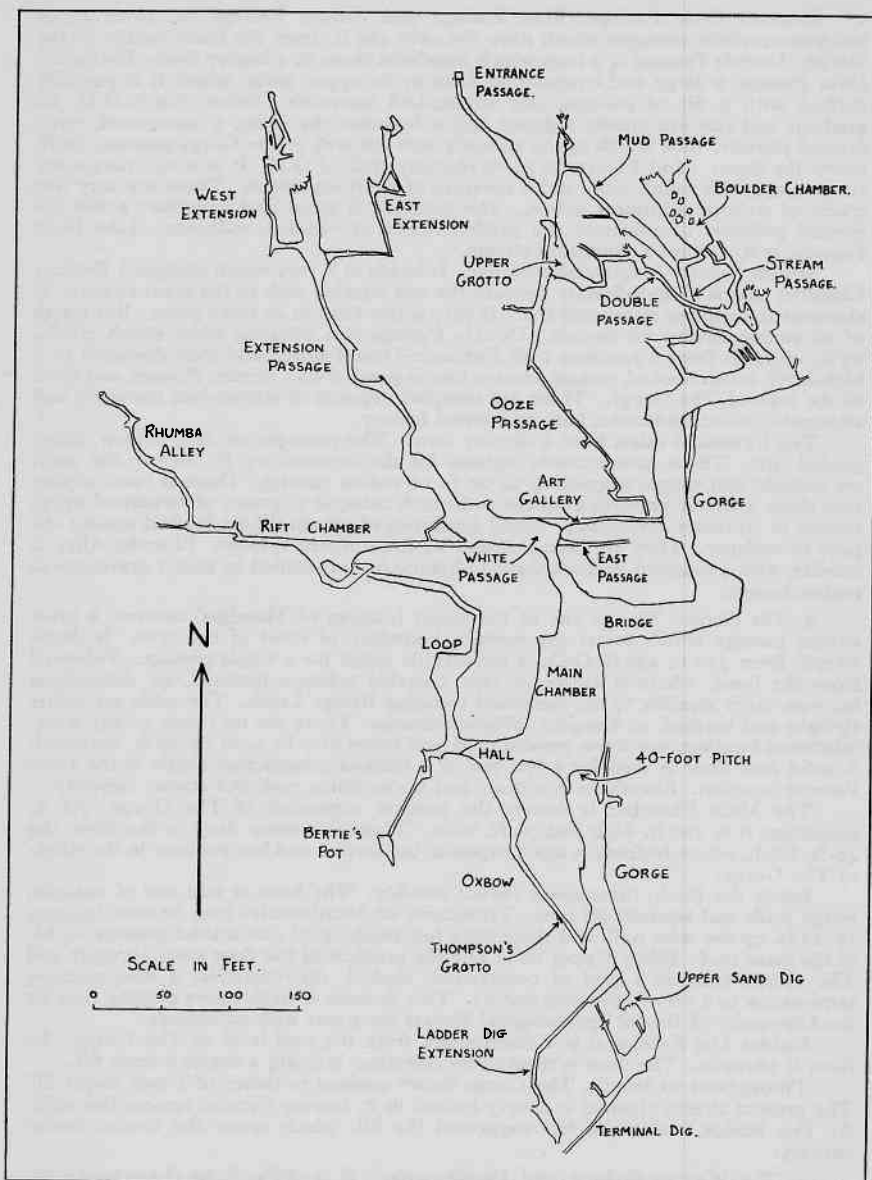 ENTRANCE PASSAGE.
MUD PASSAGE
BOULDER CHAMBER.
WEST EXTENSION
EAST EXTENSION
UPPER GROTTO
STREAM PASSAGE.
DOUBLE PASSAGE
EXTENSION PASSAGE
OOZE PASSAGE
RHUMBA ALLEY
ART GALLERY
GORGE
RIFT CHAMBER
WHITE PASSAGE
EAST PASSAGE
LOOP
BRIDGE
N
MAIN CHAMBER
HALL
40-FOOT PITCH
BERTIE'S POT
OXBOW
GORGE
THOMPSON'S GROTTO
SCALE IN FEET.
0 50 100 150
UPPER SAND DIG
LADDER DIG EXTENSION
TERMINAL DIG.